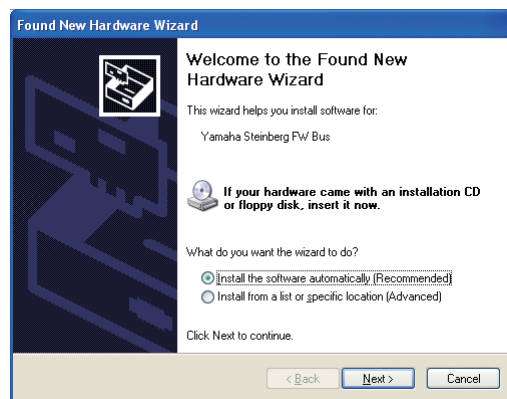 Found New Hardware Wizard
Welcome to the Found New
Hardware Wizard
This wizard helps you install software for:
Yamaha Steinberg FW Bus
If your hardware came with an installation CD
or floppy disk, insert it now.
What do you want the wizard to do?
Install the software automatically (Recommended)
Install from a list or specific location (Advanced)
Click Next to continue.
< Back Next > Cancel